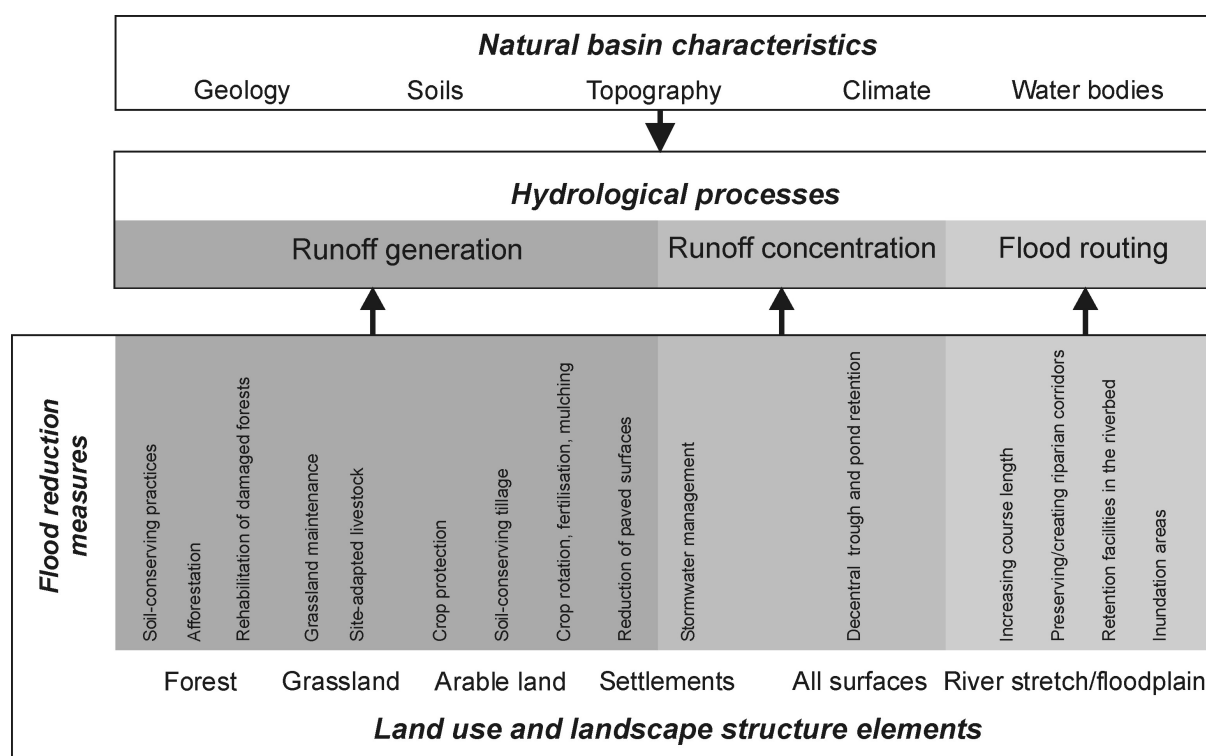 Natural basin characteristics
Geology Soils Topography Climate Water bodies
Hydrological processes
Runoff generation Runoff concentration Flood routing
Flood reduction
measures
Soil-conserving practices
Afforestation
Rehabilitation of damaged forests
Grassland maintenance
Site-adapted livestock
Crop protection
Soil-conserving tillage
Crop rotation, fertilisation, mulching
Reduction of paved surfaces
Stormwater management
Decentral trough and pond retention
Increasing course length
Preserving/creating riparian corridors
Retention facilities in the riverbed
Inundation areas
Forest Grassland Arable land Settlements All surfaces River stretch/floodplain
Land use and landscape structure elements